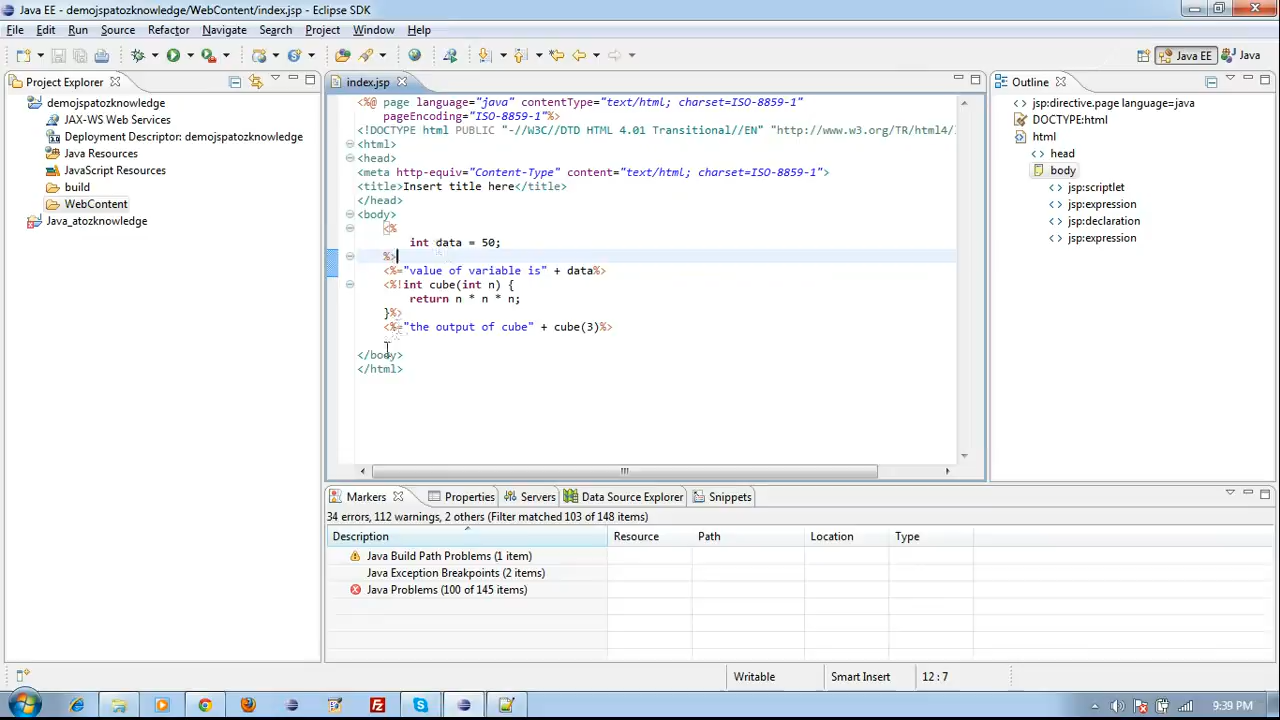 Java EE - demojspatozknowledge/WebContent/index.jsp - Eclipse SDK
File Edit Run Source Refactor Navigate Search Project Window Help
Java EE Java
Project Explorer
demojspatozknowledge
JAX-WS Web Services
Deployment Descriptor: demojspatozknowledge
Java Resources
JavaScript Resources
build
WebContent
Java_atozknowledge
index.jsp
<%@ page language="java" contentType="text/html; charset=ISO-8859-1"
pageEncoding="ISO-8859-1"%>
<!DOCTYPE html PUBLIC "-//W3C//DTD HTML 4.01 Transitional//EN" "http://www.w3.org/TR/html4/
<html>
<head>
<meta http-equiv="Content-Type" content="text/html; charset=ISO-8859-1">
<title>Insert title here</title>
</head>
<body>
<%
int data = 50;
%>
<%="value of variable is" + data%>
<%!int cube(int n) {
return n * n * n;
}%>
<%="the output of cube" + cube(3)%>
</body>
</html>
Outline
jsp:directive.page language=java
DOCTYPE:html
html
head
body
jsp:scriptlet
jsp:expression
jsp:declaration
jsp:expression
Markers Properties Servers Data Source Explorer Snippets
34 errors, 112 warnings, 2 others (Filter matched 103 of 148 items)
Description Resource Path Location Type
Java Build Path Problems (1 item)
Java Exception Breakpoints (2 items)
Java Problems (100 of 145 items)
Writable Smart Insert 12 : 7
9:39 PM